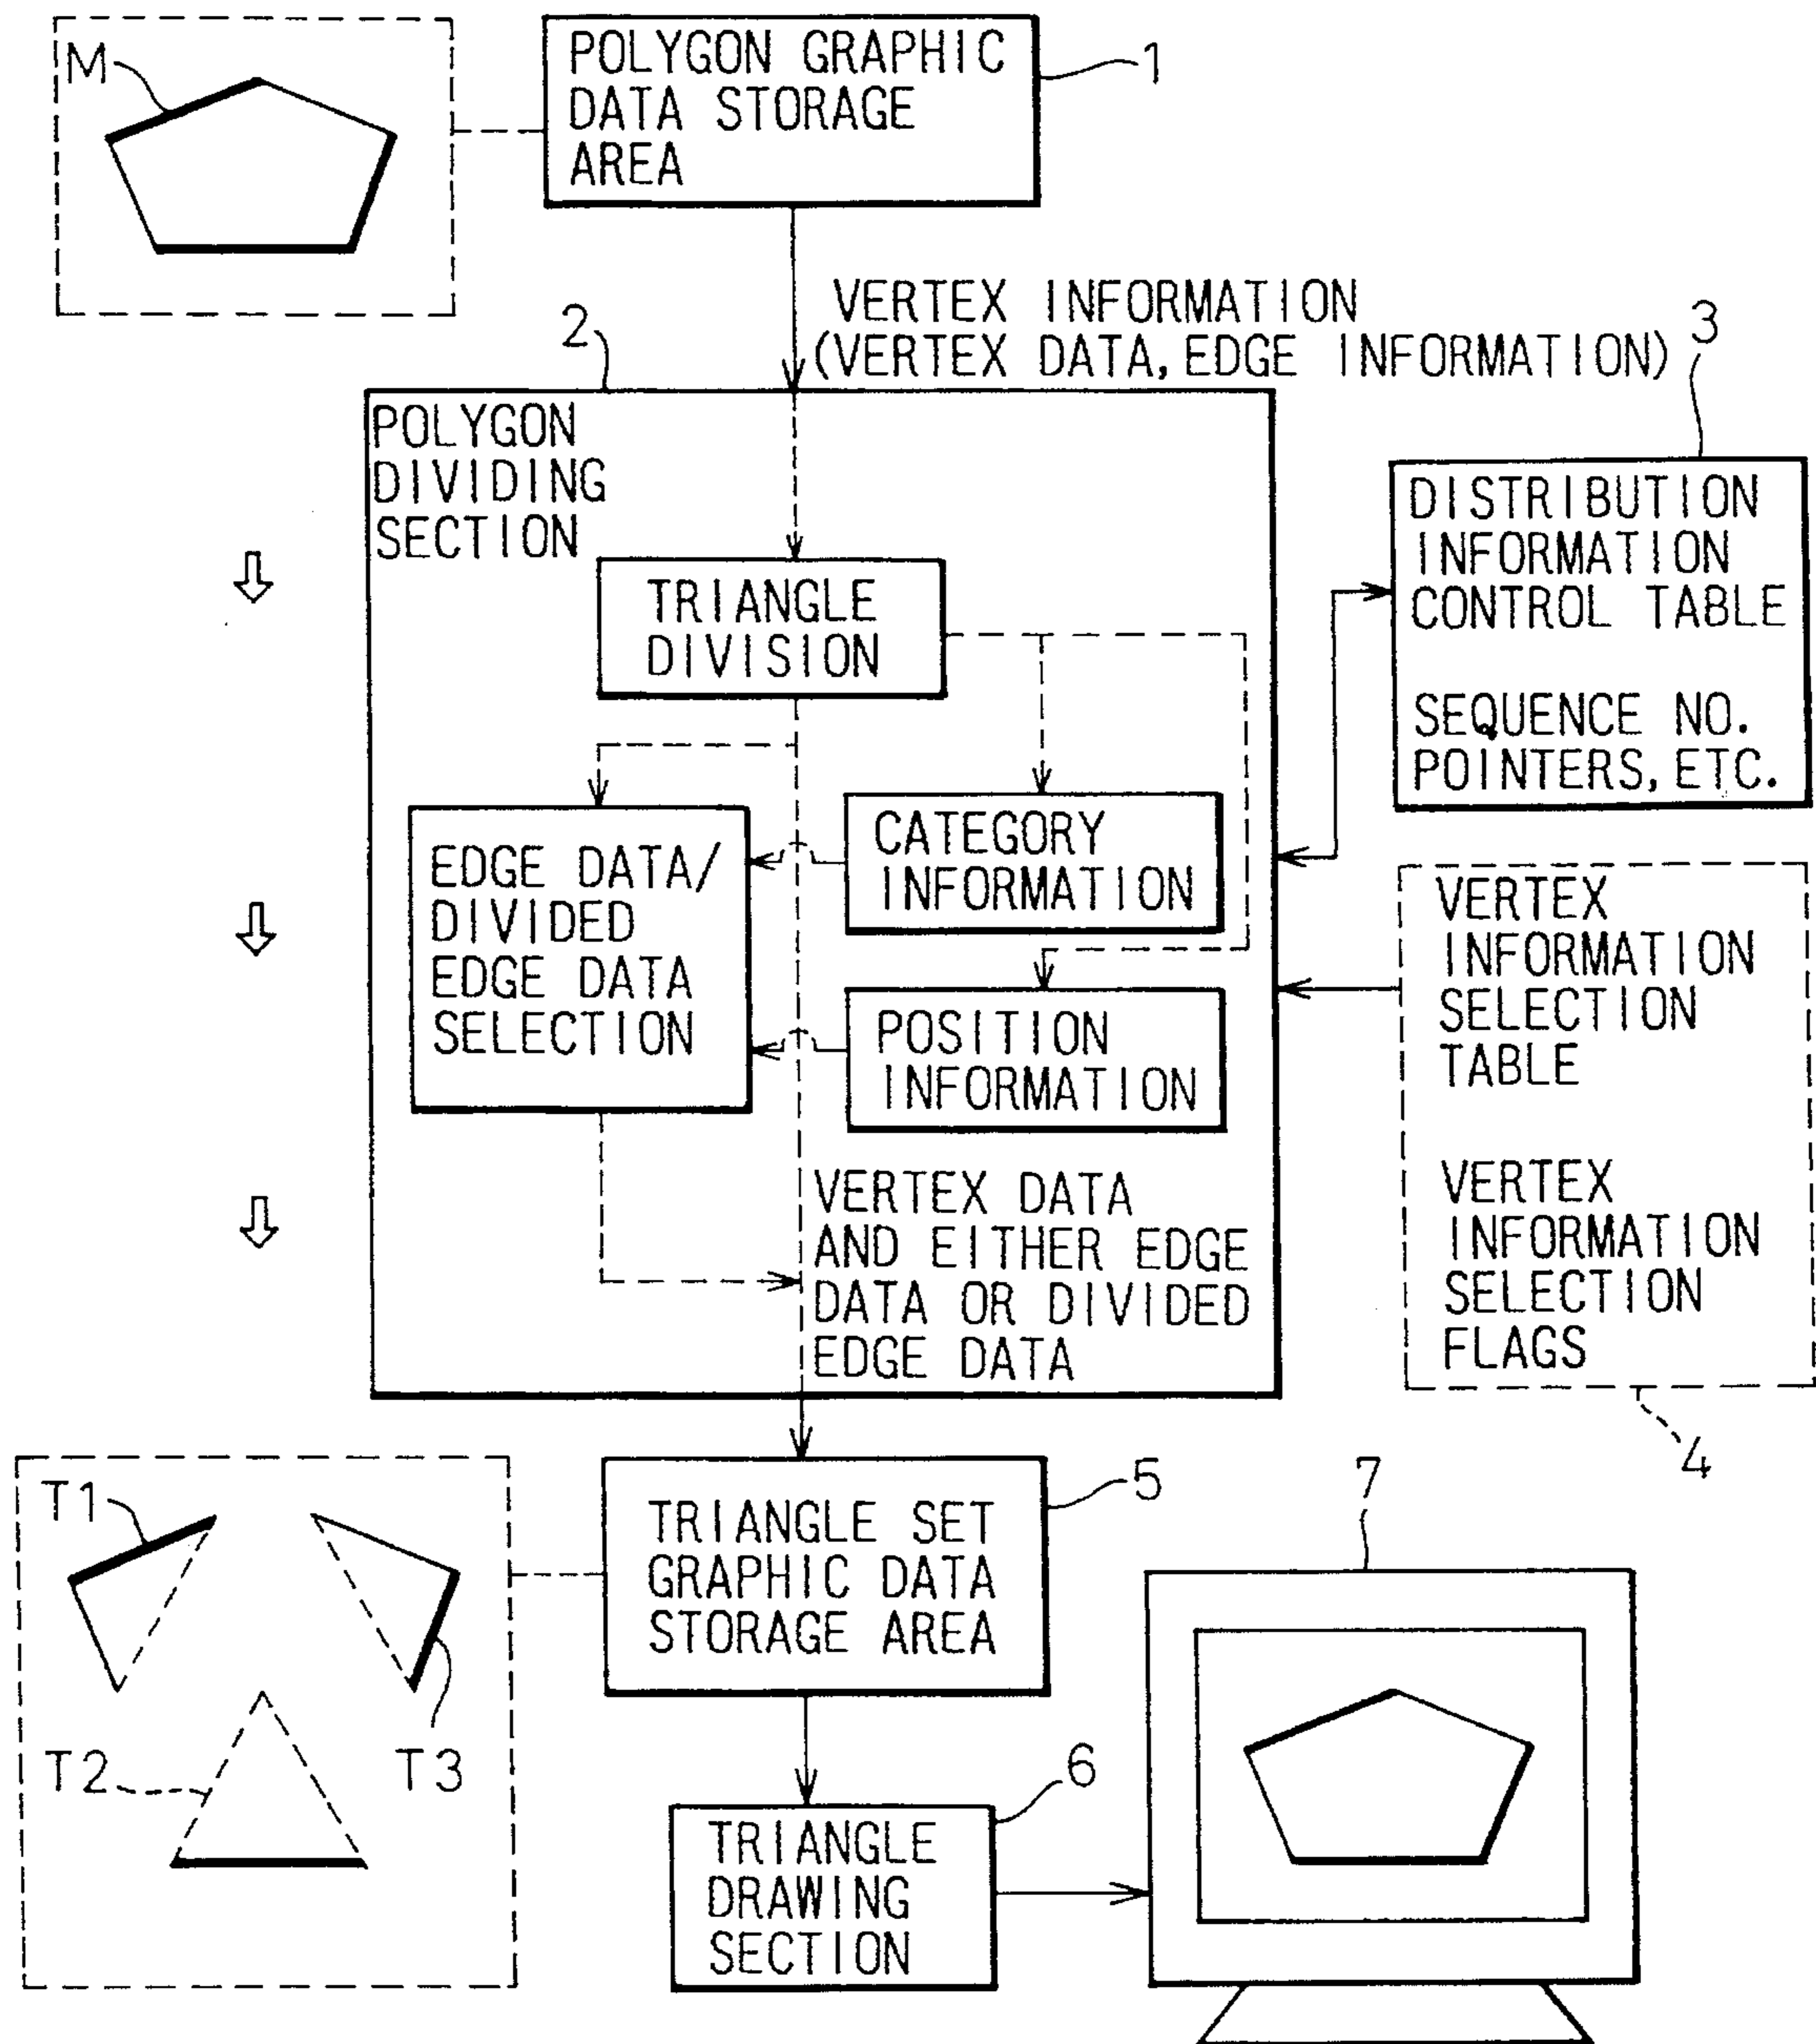 M
POLYGON GRAPHIC
DATA STORAGE
AREA
1
VERTEX INFORMATION
(VERTEX DATA, EDGE INFORMATION)
2
3
POLYGON
DIVIDING
SECTION
TRIANGLE
DIVISION
DISTRIBUTION
INFORMATION
CONTROL TABLE
SEQUENCE NO.
POINTERS, ETC.
EDGE DATA/
DIVIDED
EDGE DATA
SELECTION
CATEGORY
INFORMATION
POSITION
INFORMATION
VERTEX
INFORMATION
SELECTION
TABLE
VERTEX
INFORMATION
SELECTION
FLAGS
4
VERTEX DATA
AND EITHER EDGE
DATA OR DIVIDED
EDGE DATA
T1
T2
T3
TRIANGLE SET
GRAPHIC DATA
STORAGE AREA
5
TRIANGLE
DRAWING
SECTION
6
7